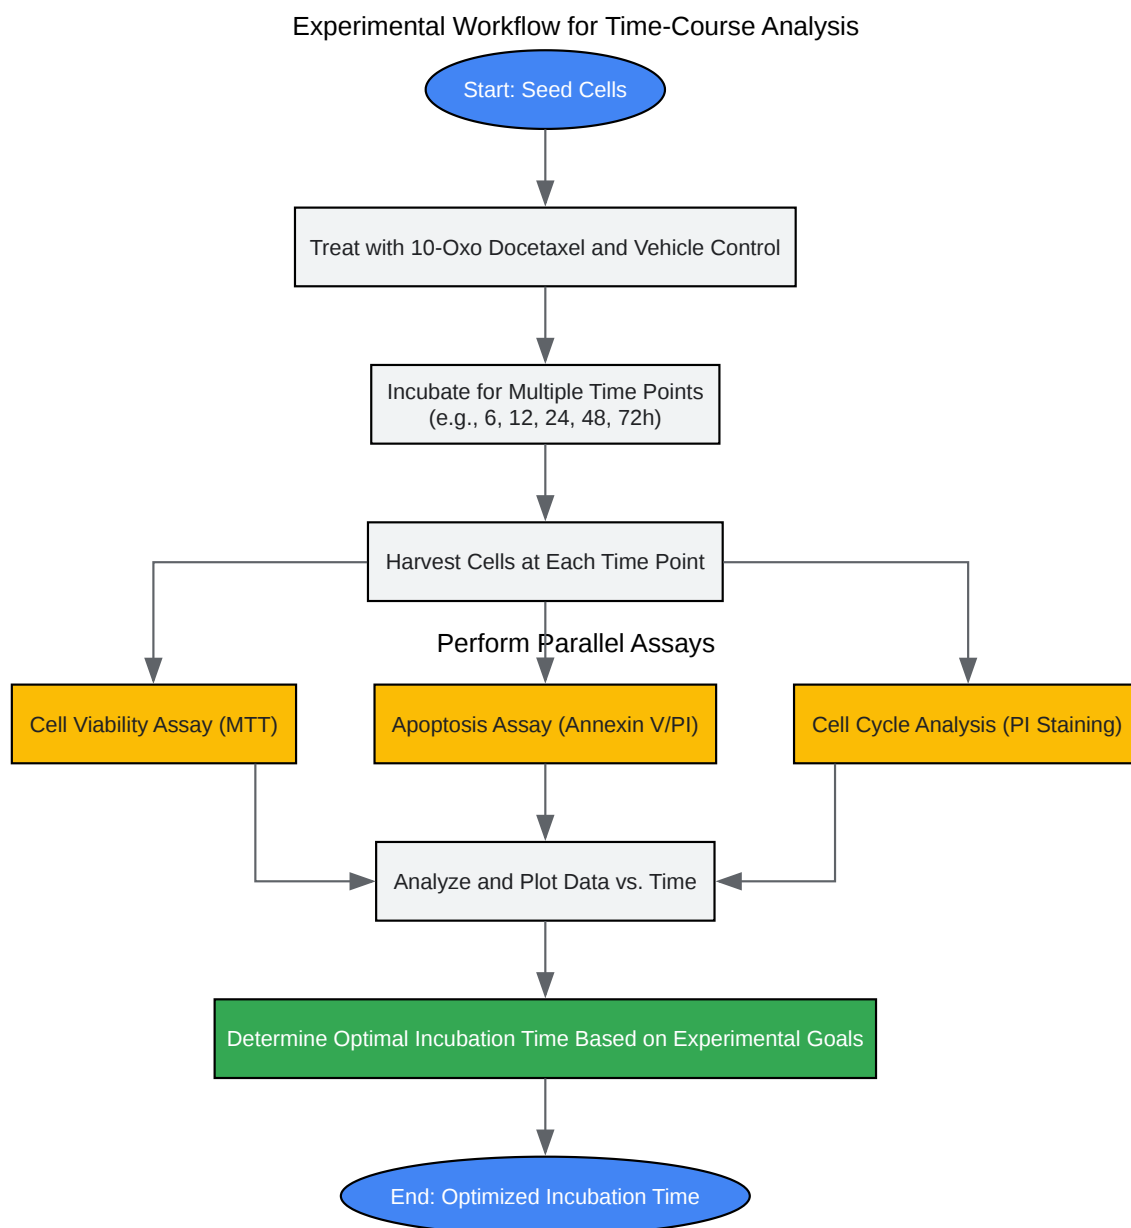 Experimental Workflow for Time-Course Analysis
Start: Seed Cells
Treat with 10-Oxo Docetaxel and Vehicle Control
Incubate for Multiple Time Points
(e.g., 6, 12, 24, 48, 72h)
Harvest Cells at Each Time Point
Perform Parallel Assays
Cell Viability Assay (MTT)
Apoptosis Assay (Annexin V/PI)
Cell Cycle Analysis (PI Staining)
Analyze and Plot Data vs. Time
Determine Optimal Incubation Time Based on Experimental Goals
End: Optimized Incubation Time